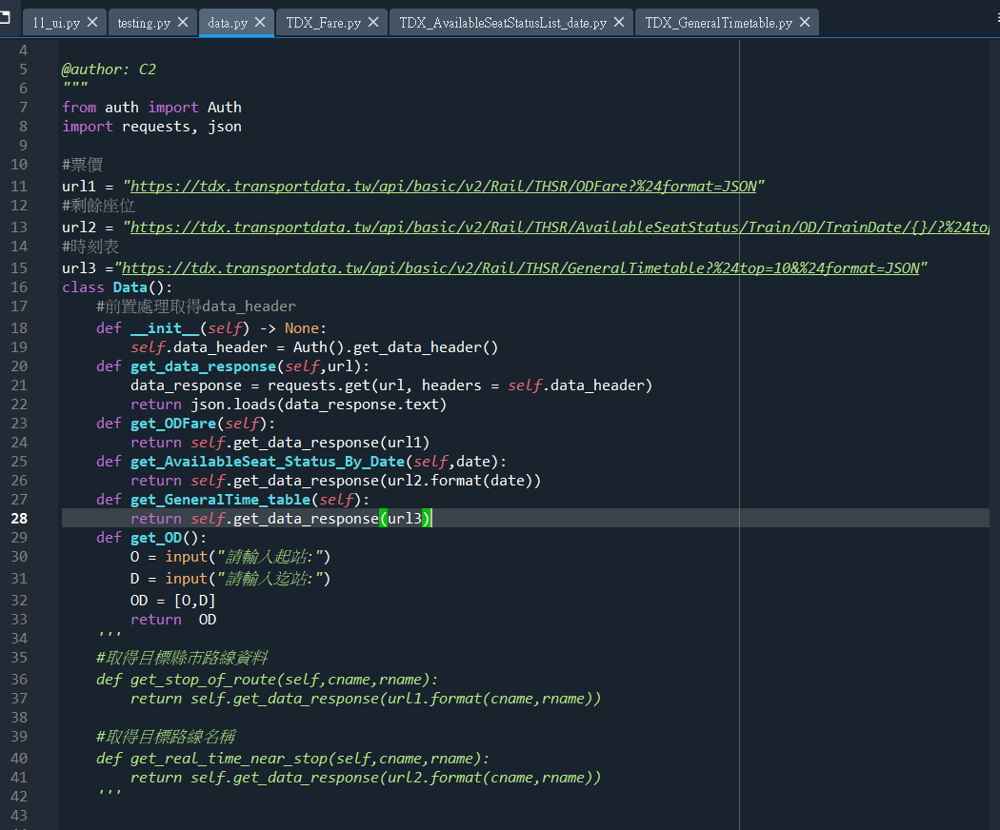 11_ui.py testing.py data.py TDX_Fare.py TDX_AvailableSeatStatusList_date.py TDX_GeneralTimetable.py
4
5 @author: C2
6 """
7 from auth import Auth
8 import requests, json
9
10 #票價
11 url1 = "https://tdx.transportdata.tw/api/basic/v2/Rail/THSR/ODFare?%24format=JSON"
12 #剩餘座位
13 url2 = "https://tdx.transportdata.tw/api/basic/v2/Rail/THSR/AvailableSeatStatus/Train/OD/TrainDate/{}/?%24to
14 #時刻表
15 url3 ="https://tdx.transportdata.tw/api/basic/v2/Rail/THSR/GeneralTimetable?%24top=10&%24format=JSON"
16 class Data():
17     #前置處理取得data_header
18     def __init__(self) -> None:
19         self.data_header = Auth().get_data_header()
20     def get_data_response(self,url):
21         data_response = requests.get(url, headers = self.data_header)
22         return json.loads(data_response.text)
23     def get_ODFare(self):
24         return self.get_data_response(url1)
25     def get_AvailableSeat_Status_By_Date(self,date):
26         return self.get_data_response(url2.format(date))
27     def get_GeneralTime_table(self):
28         return self.get_data_response(url3)
29     def get_OD():
30         O = input("請輸入起站:")
31         D = input("請輸入迄站:")
32         OD = [O,D]
33         return  OD
34     '''
35     #取得目標縣市路線資料
36     def get_stop_of_route(self,cname,rname):
37         return self.get_data_response(url1.format(cname,rname))
38
39     #取得目標路線名稱
40     def get_real_time_near_stop(self,cname,rname):
41         return self.get_data_response(url2.format(cname,rname))
42     '''
43